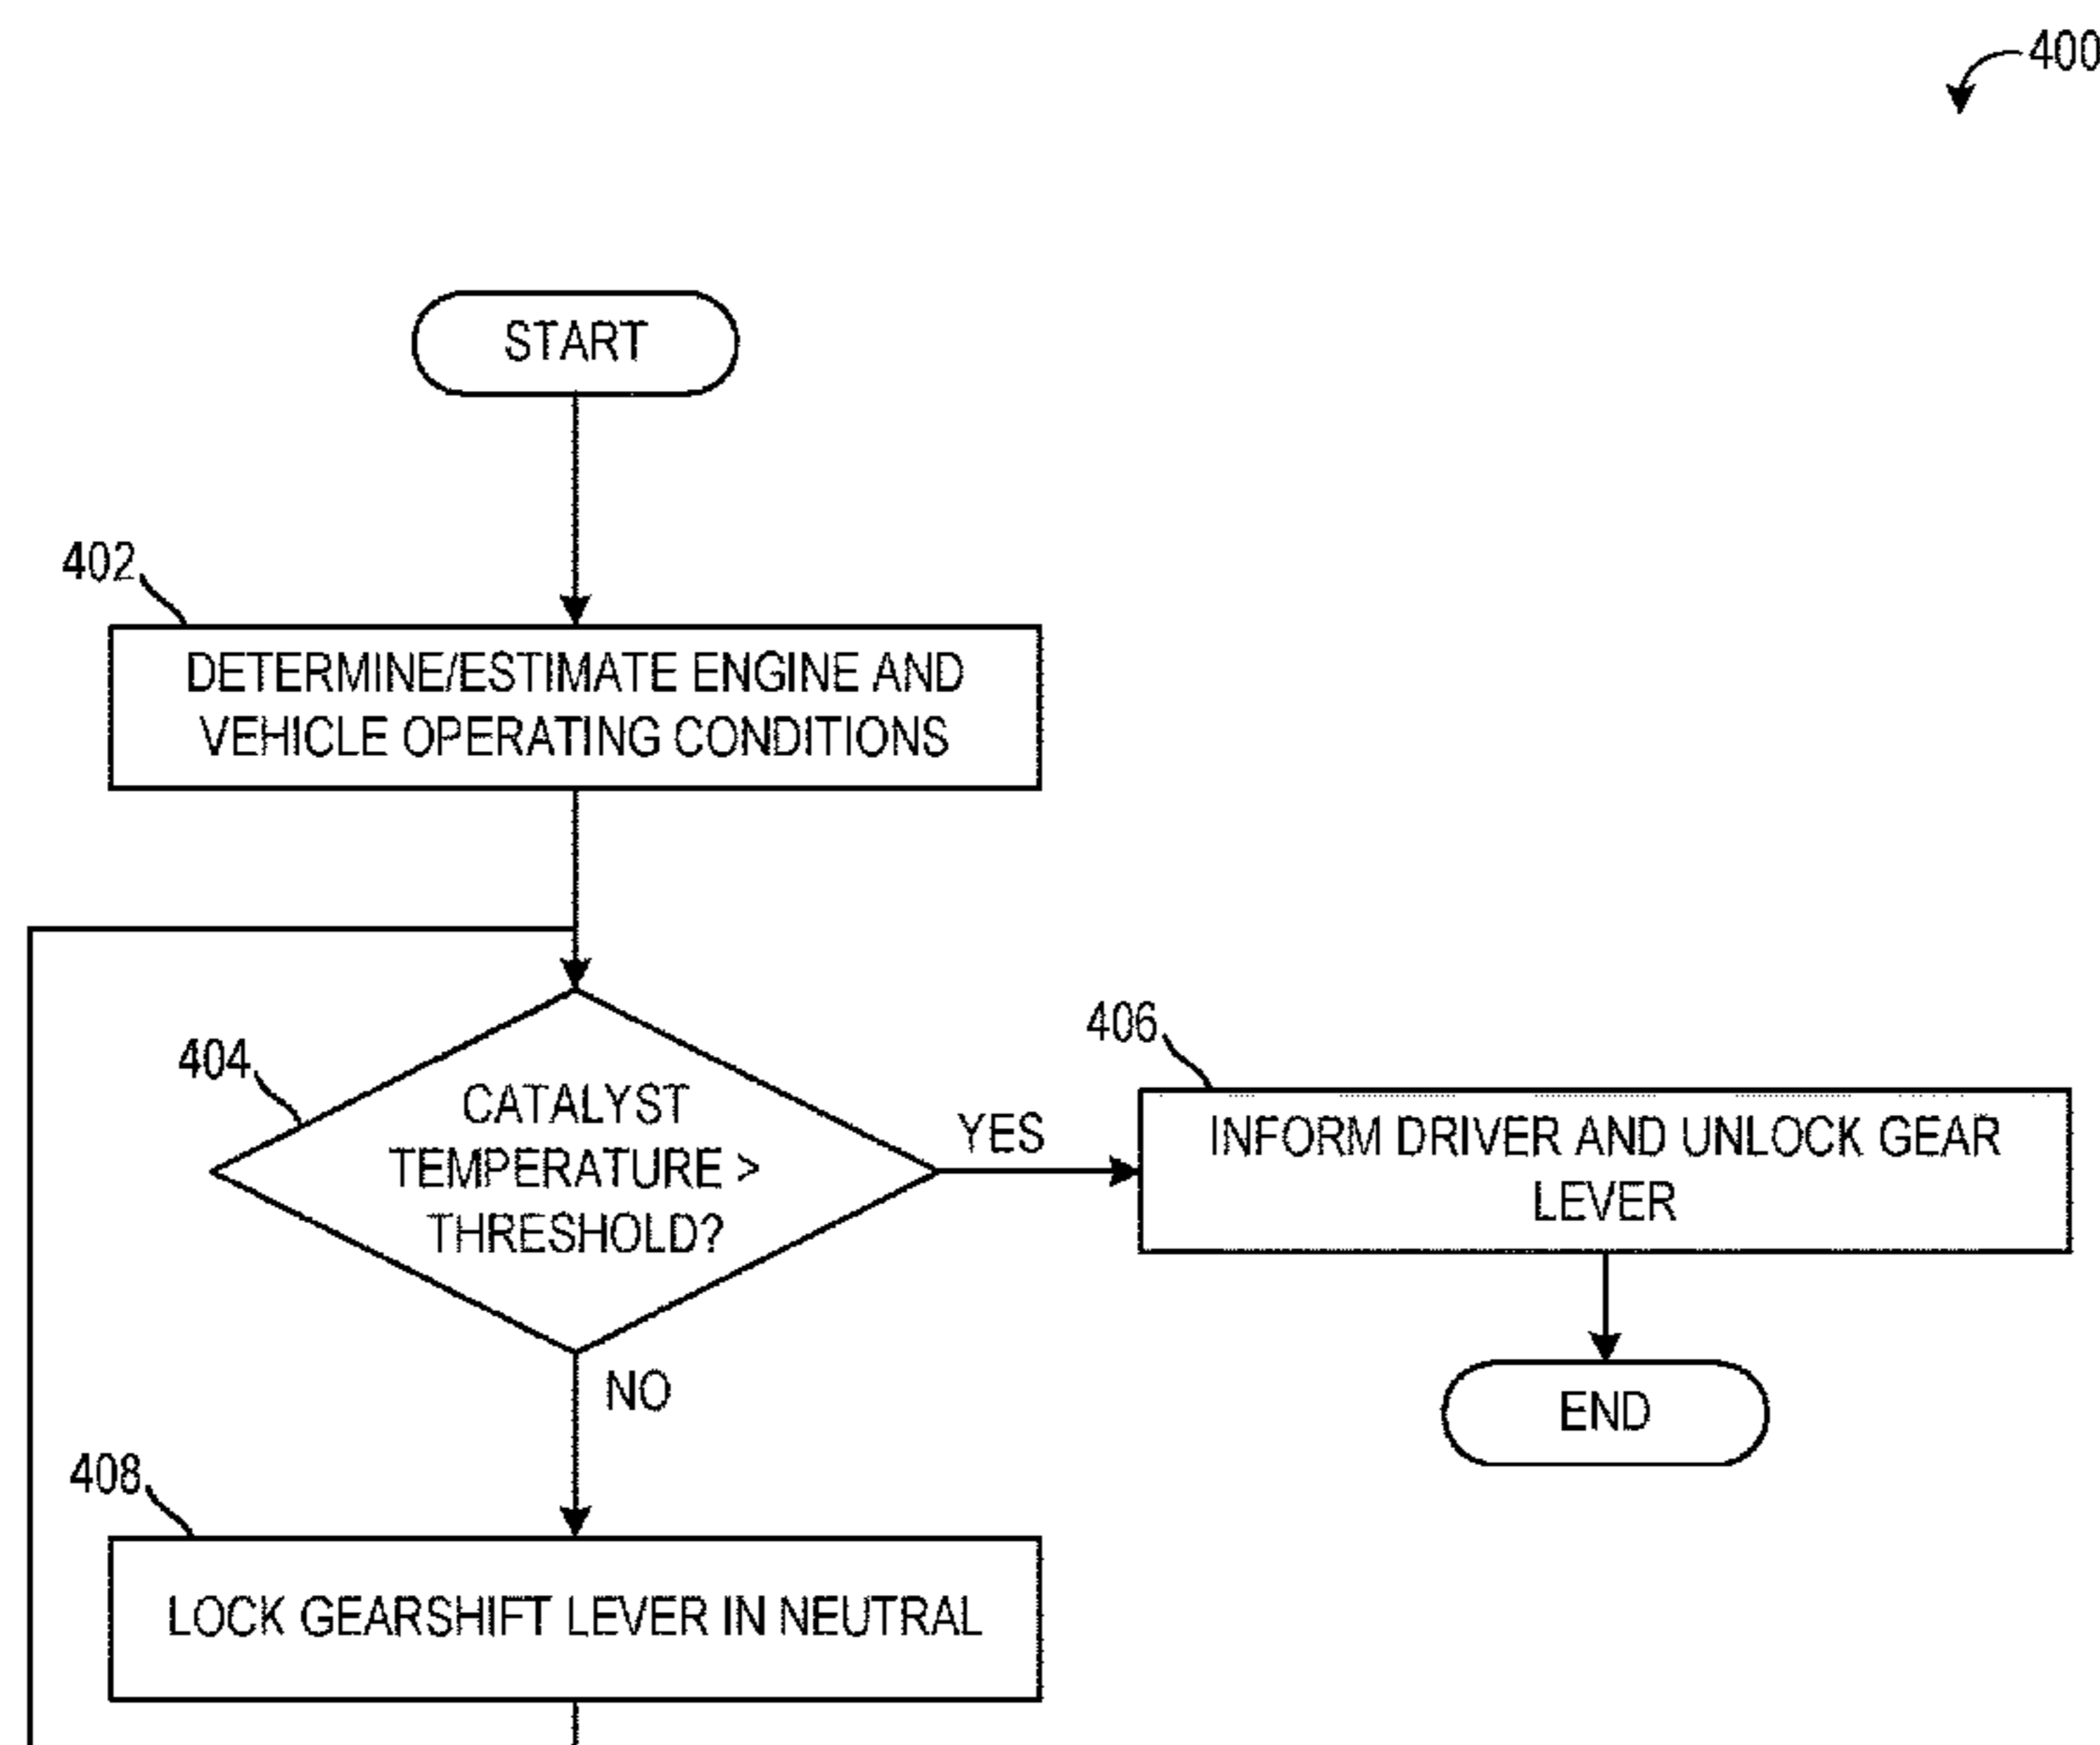 400
START
402
DETERMINE/ESTIMATE ENGINE AND
VEHICLE OPERATING CONDITIONS
404
CATALYST
TEMPERATURE >
THRESHOLD?
YES
406
INFORM DRIVER AND UNLOCK GEAR
LEVER
END
NO
408
LOCK GEARSHIFT LEVER IN NEUTRAL